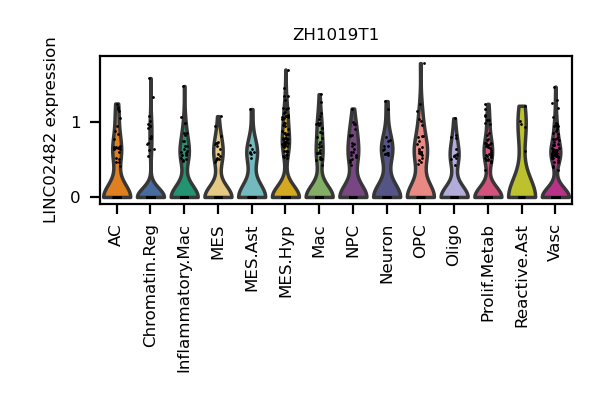 ZH1019T1
LINC02482 expression
1
0
AC
Chromatin.Reg
Inflammatory.Mac
MES
MES.Ast
MES.Hyp
Mac
NPC
Neuron
OPC
Oligo
Prolif.Metab
Reactive.Ast
Vasc